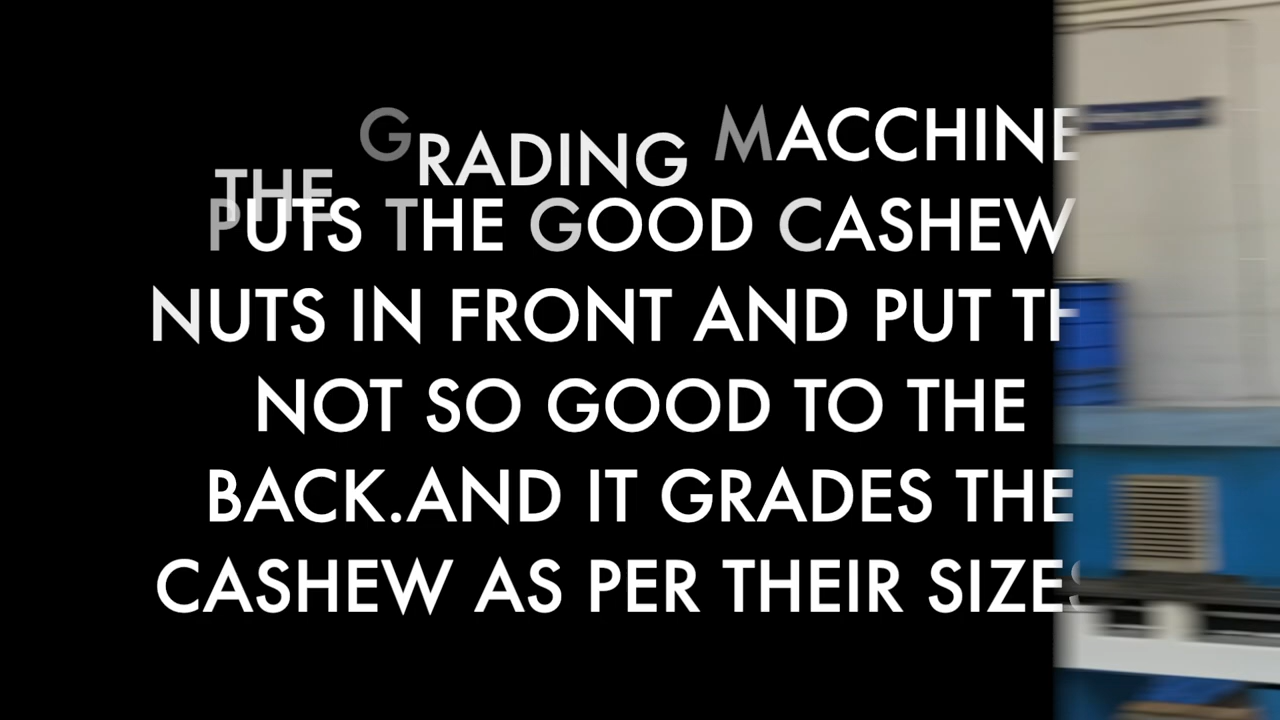 THE GRADING MACCHINE
PUTS THE GOOD CASHEW
NUTS IN FRONT AND PUT
NOT SO GOOD TO THE
BACK.AND IT GRADES THE
CASHEW AS PER THEIR SIZES